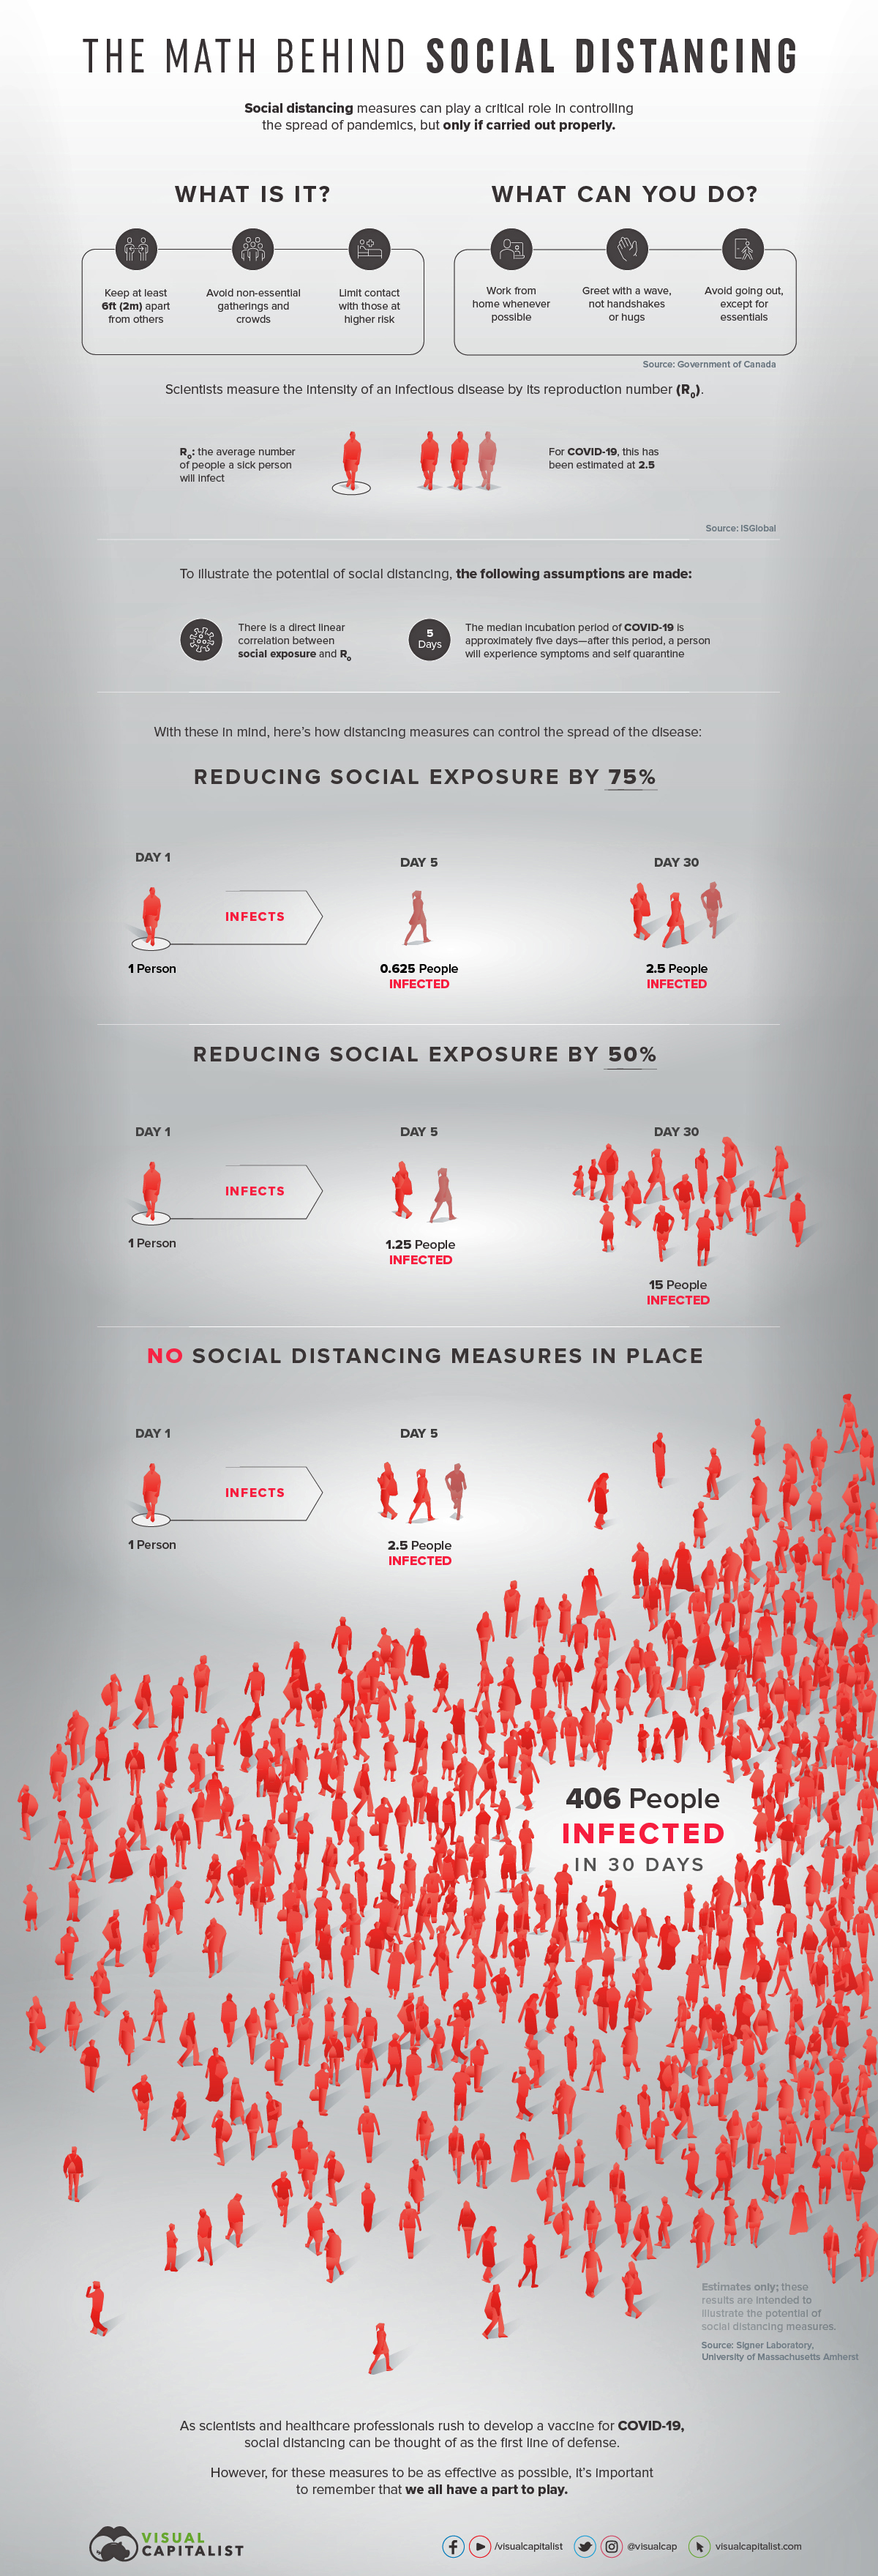 THE MATH BEHIND SOCIAL DISTANCING
Social distancing measures can play a critical role in controlling
the spread of pandemics, but only if carried out properly.
WHAT IS IT?
Keep at least
6ft (2m) apart
from others
Avoid non-essential
gatherings and
crowds
Limit contact
with those at
higher risk
WHAT CAN YOU DO?
Work from
home whenever
possible
Greet with a wave,
not handshakes
or hugs
Avoid going out,
except for
essentials
Source: Government of Canada
Scientists measure the intensity of an infectious disease by its reproduction number (R0).
R0: the average number
of people a sick person
will infect
For COVID-19, this has
been estimated at 2.5
Source: ISGlobal
To illustrate the potential of social distancing, the following assumptions are made:
There is a direct linear
correlation between
social exposure and R0
5
Days
The median incubation period of COVID-19 is
approximately five days—after this period, a person
will experience symptoms and self quarantine
With these in mind, here's how distancing measures can control the spread of the disease:
REDUCING SOCIAL EXPOSURE BY 75%
DAY 1
INFECTS
1 Person
DAY 5
0.625 People
INFECTED
DAY 30
2.5 People
INFECTED
REDUCING SOCIAL EXPOSURE BY 50%
DAY 1
INFECTS
1 Person
DAY 5
1.25 People
INFECTED
DAY 30
15 People
INFECTED
NO SOCIAL DISTANCING MEASURES IN PLACE
DAY 1
INFECTS
1 Person
DAY 5
2.5 People
INFECTED
406 People
INFECTED
IN 30 DAYS
Estimates only; these
results are intended to
illustrate the potential of
social distancing measures.
Source: Signer Laboratory,
University of Massachusetts Amherst
As scientists and healthcare professionals rush to develop a vaccine for COVID-19,
social distancing can be thought of as the first line of defense.
However, for these measures to be as effective as possible, it's important
to remember that we all have a part to play.
VISUAL
CAPITALIST
/visualcapitalist
@visualcap
visualcapitalist.com